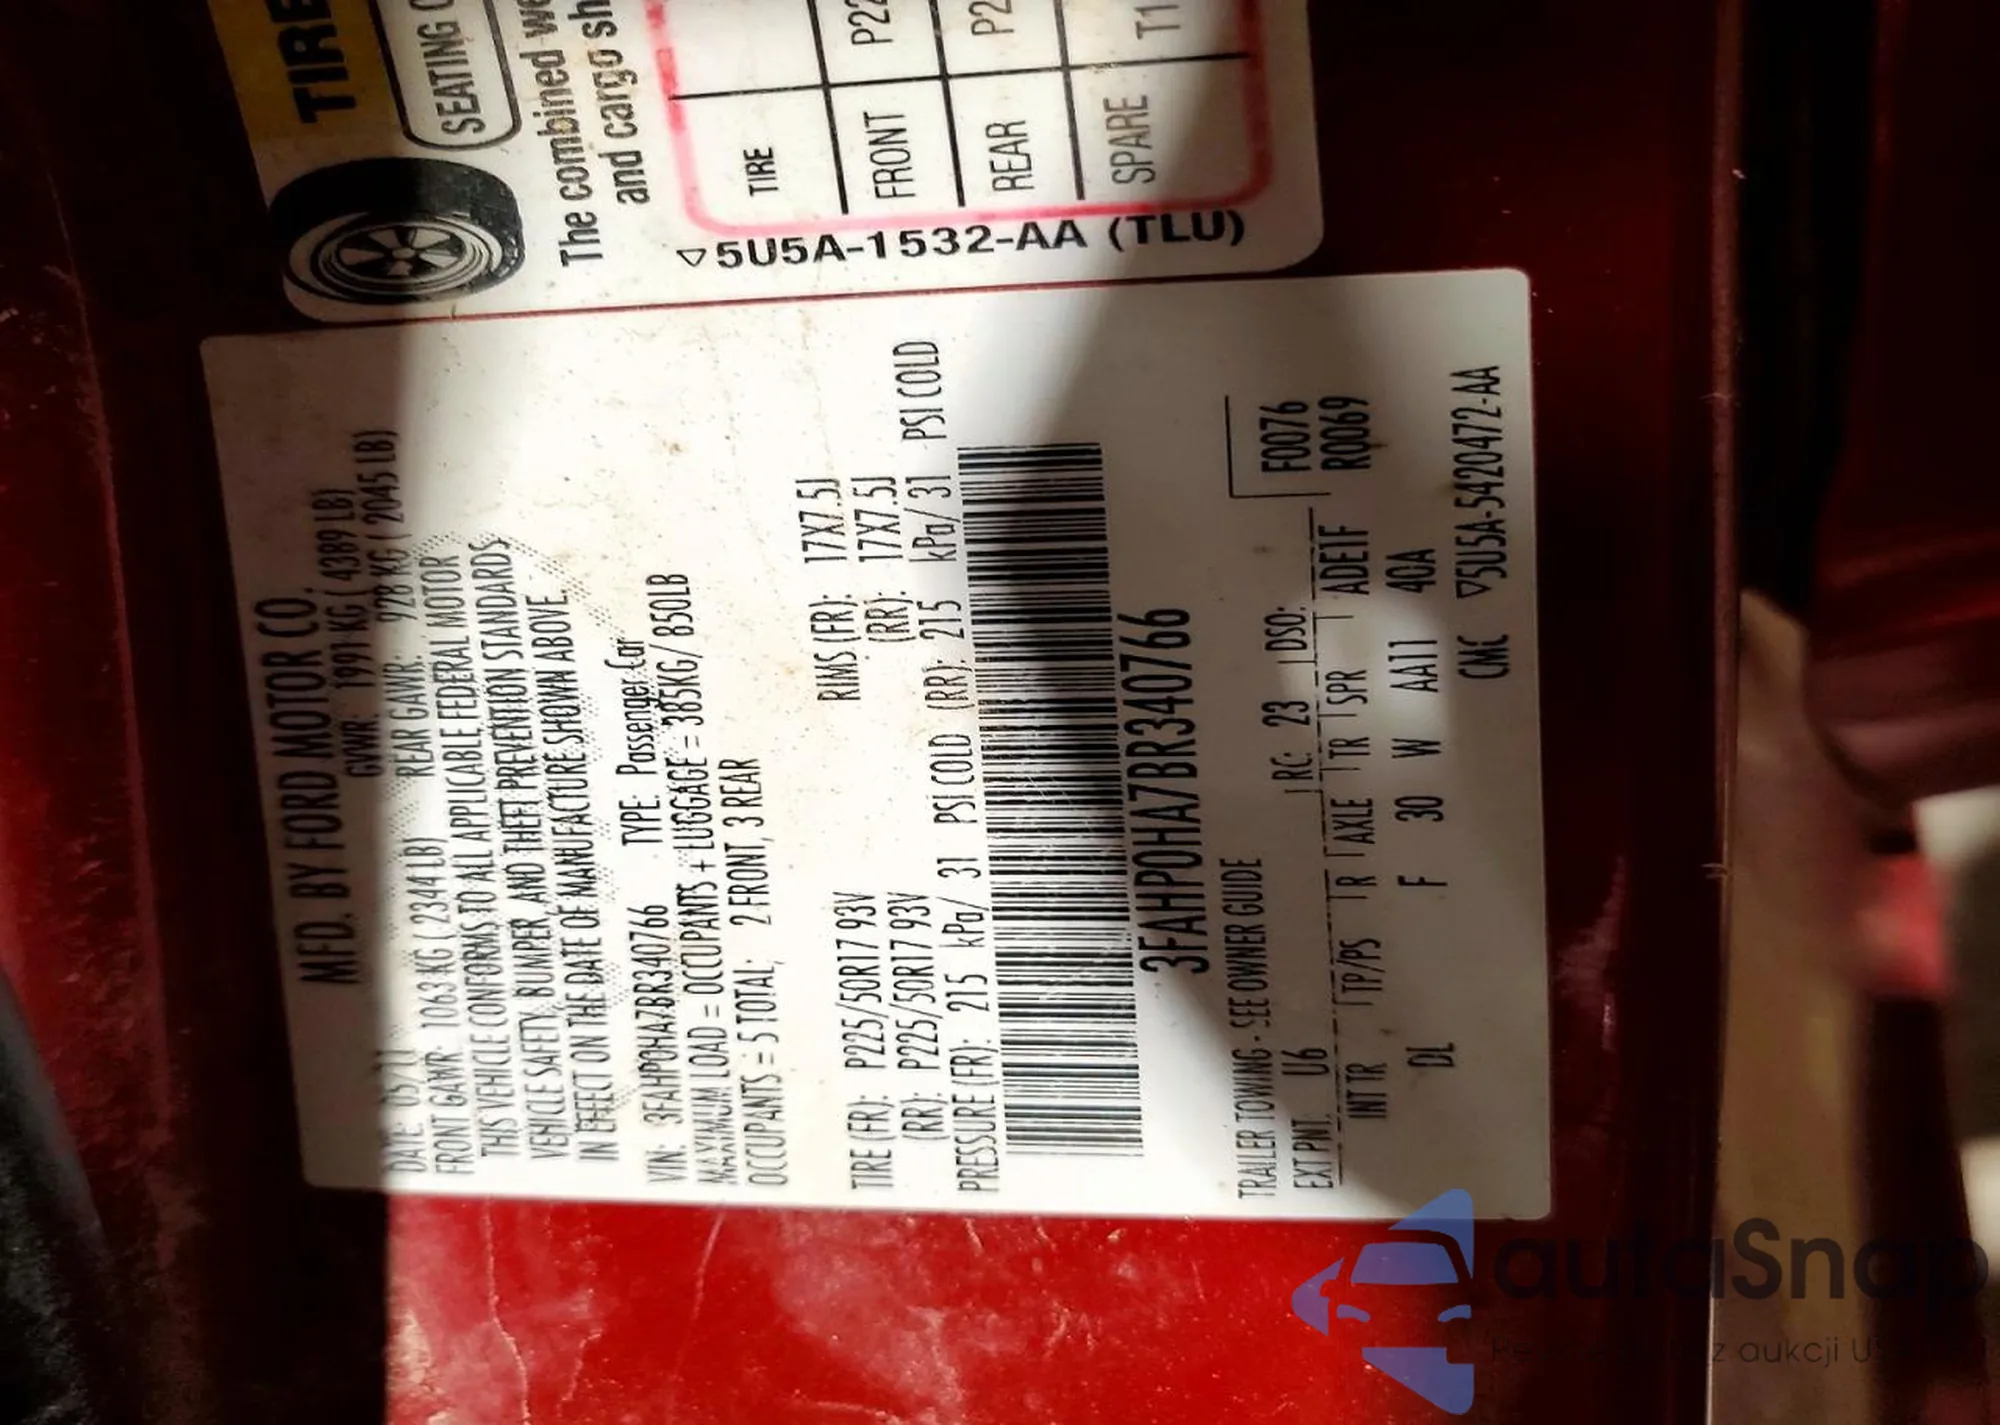 TIRE
SEATING
The combined we
and cargo sh
TIRE
FRONT P22
REAR P2
SPARE T1
▽5U5A-1532-AA (TLU)
MFD. BY FORD MOTOR CO.
GVWR: 1991 KG ( 4389 LB)
FRONT GAWR: 1063 KG ( 2344 LB) REAR GAWR: 928 KG ( 2045 LB)
THIS VEHICLE CONFORMS TO ALL APPLICABLE FEDERAL MOTOR
VEHICLE SAFETY, BUMPER, AND THEFT PREVENTION STANDARDS
IN EFFECT ON THE DATE OF MANUFACTURE SHOWN ABOVE.
VIN: 3FAHP0HA7BR340766 TYPE: Passenger Car
MAXIMUM LOAD = OCCUPANTS + LUGGAGE = 385KG/ 850LB
OCCUPANTS = 5 TOTAL; 2 FRONT, 3 REAR
TIRE (FR): P225/50R17 93V RIMS (FR): 17X7.5J
(RR): P225/50R17 93V (RR): 17X7.5J
PRESSURE (FR): 215 kPa/ 31 PSI COLD (RR): 215 kPa/ 31 PSI COLD
3FAHP0HA7BR340766
TRAILER TOWING - SEE OWNER GUIDE
EXT PNT: U6 RC: 23 DSO: F0076
INT TR TP/PS R AXLE TR SPR ADE1F R0069
DL F 30 W AA11 40A
CMC ▽5U5A-5420472-AA
autaSnap
z aukcji